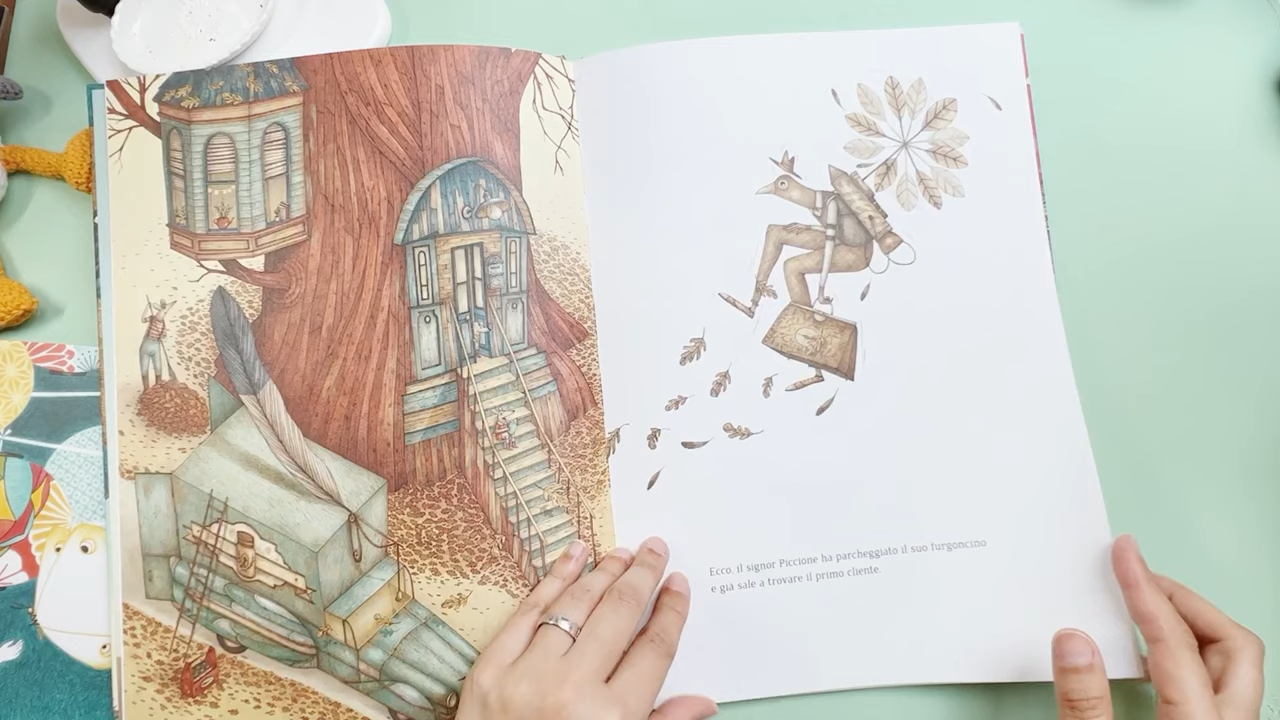 Ecco, il signor Piccione ha parcheggiato il suo furgoncino
e già sale a trovare il primo cliente.